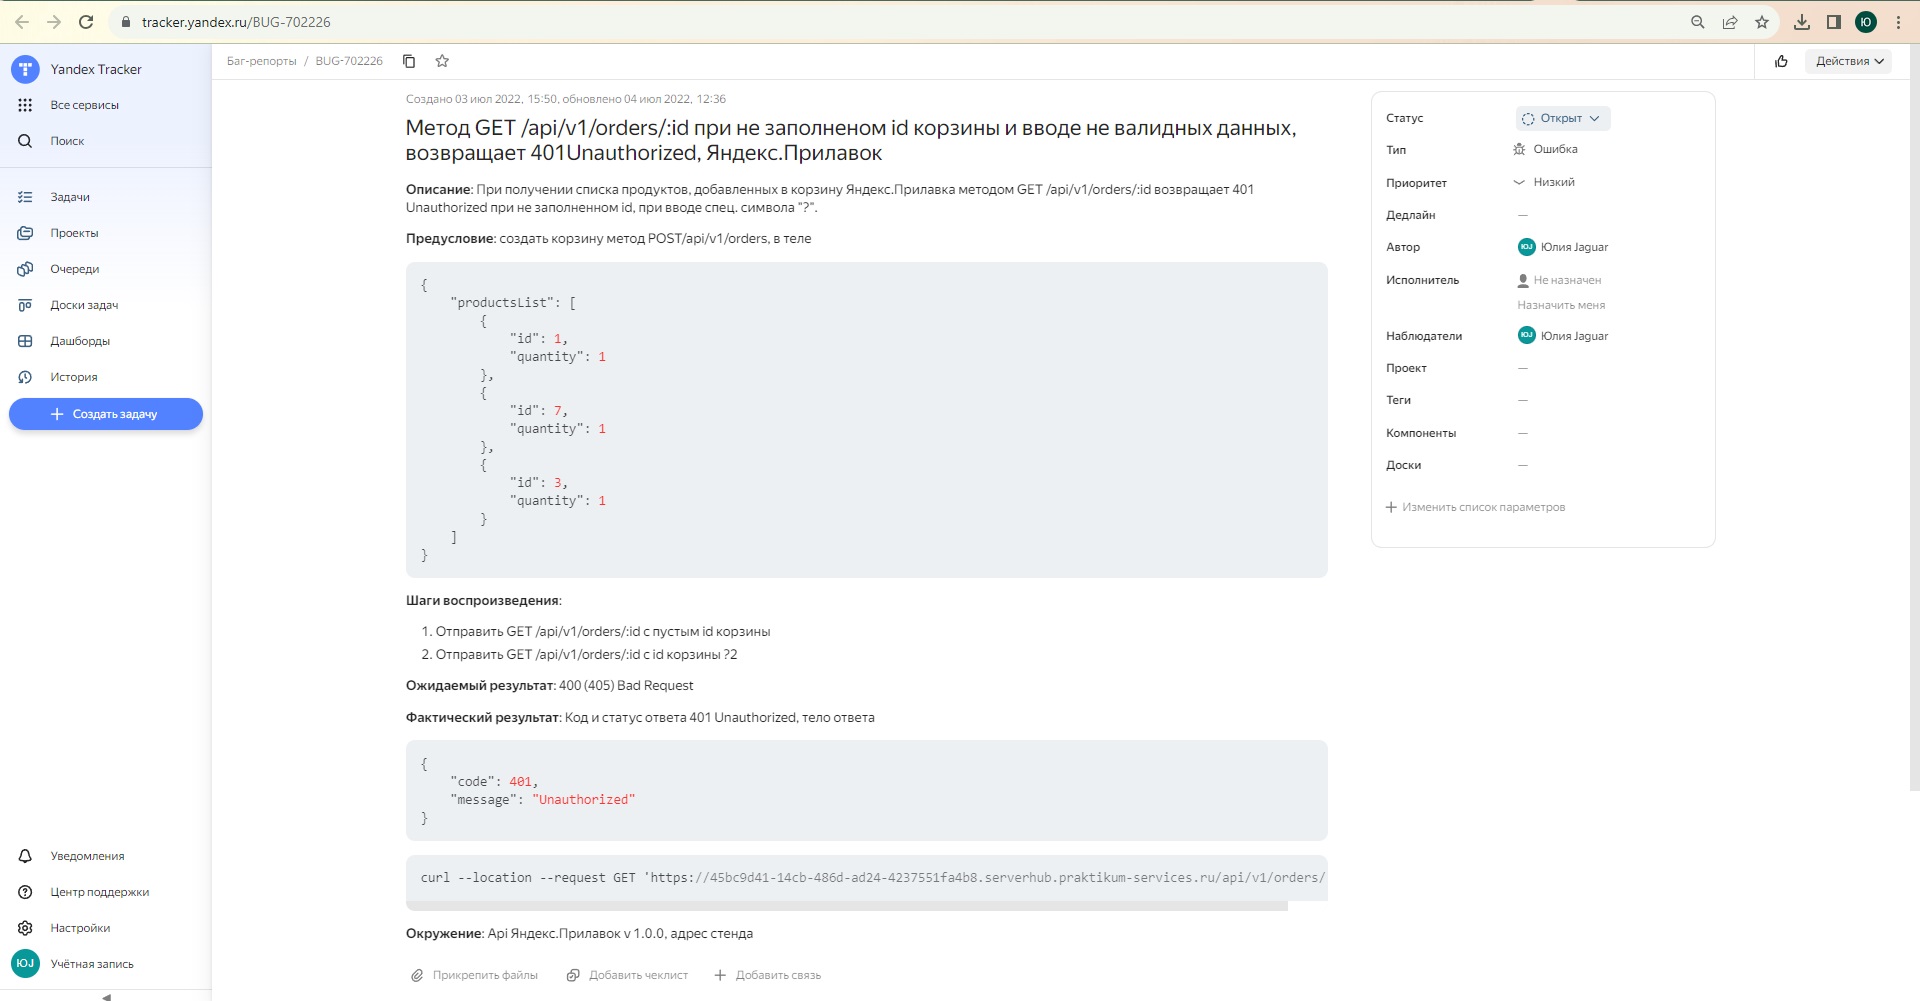 tracker.yandex.ru/BUG-702226
Ю
Yandex Tracker
Все сервисы
Поиск
Задачи
Проекты
Очереди
Доски задач
Дашборды
История
Создать задачу
Уведомления
Центр поддержки
Настройки
ЮJ Учётная запись
Баг-репорты / BUG-702226
Действия
Создано 03 июл 2022, 15:50, обновлено 04 июл 2022, 12:36
Метод GET /api/v1/orders/:id при не заполненом id корзины и вводе не валидных данных,
возвращает 401Unauthorized, Яндекс.Прилавок
Описание: При получении списка продуктов, добавленных в корзину Яндекс.Прилавка методом GET /api/v1/orders/:id возвращает 401
Unauthorized при не заполненном id, при вводе спец. символа "?".
Предусловие: создать корзину метод POST/api/v1/orders, в теле
{
"productsList": [
{
"id": 1,
"quantity": 1
},
{
"id": 7,
"quantity": 1
},
{
"id": 3,
"quantity": 1
}
]
}
Шаги воспроизведения:
1. Отправить GET /api/v1/orders/:id с пустым id корзины
2. Отправить GET /api/v1/orders/:id с id корзины ?2
Ожидаемый результат: 400 (405) Bad Request
Фактический результат: Код и статус ответа 401 Unauthorized, тело ответа
{
"code": 401,
"message": "Unauthorized"
}
curl --location --request GET 'https://45bc9d41-14cb-486d-ad24-4237551fa4b8.serverhub.praktikum-services.ru/api/v1/orders/
Окружение: Api Яндекс.Прилавок v 1.0.0, адрес стенда
Прикрепить файлы Добавить чеклист Добавить связь
Статус Открыт
Тип Ошибка
Приоритет Низкий
Дедлайн —
Автор ЮJ Юлия Jaguar
Исполнитель Не назначен
Назначить меня
Наблюдатели ЮJ Юлия Jaguar
Проект —
Теги —
Компоненты —
Доски —
Изменить список параметров